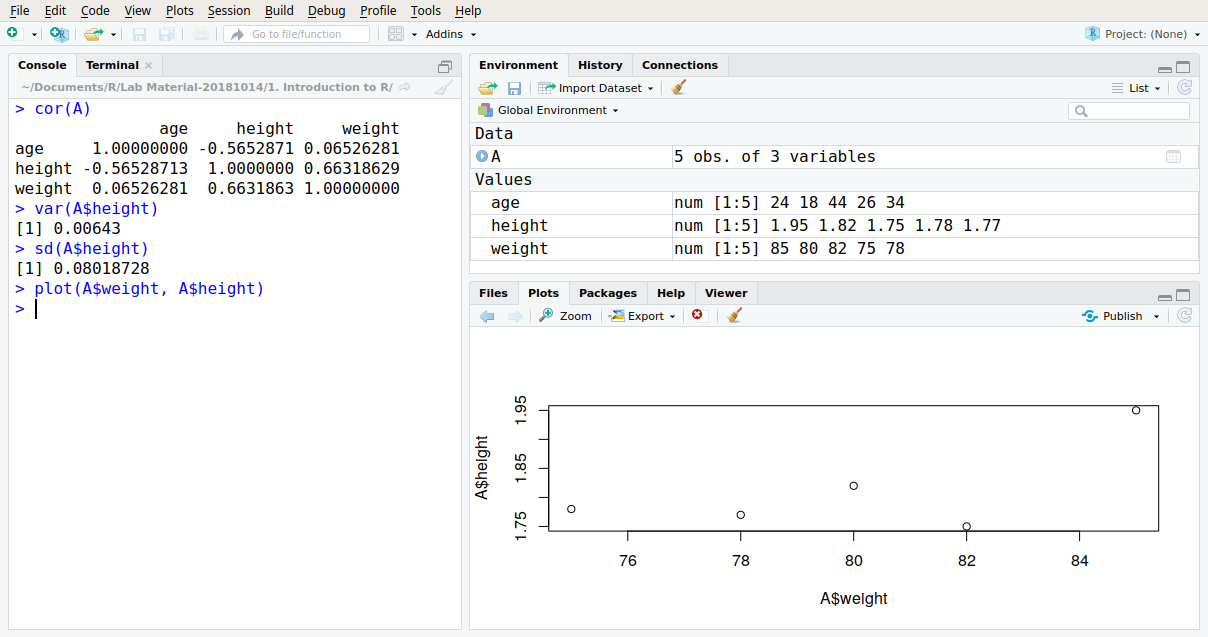 File Edit Code View Plots Session Build Debug Profile Tools Help
Go to file/function Addins Project: (None)
Console Terminal
~/Documents/R/Lab Material-20181014/1. Introduction to R/
> cor(A)
age height weight
age 1.00000000 -0.5652871 0.06526281
height -0.56528713 1.0000000 0.66318629
weight 0.06526281 0.6631863 1.00000000
> var(A$height)
[1] 0.00643
> sd(A$height)
[1] 0.08018728
> plot(A$weight, A$height)
>
Environment History Connections
Import Dataset List
Global Environment
Data
A 5 obs. of 3 variables
Values
age num [1:5] 24 18 44 26 34
height num [1:5] 1.95 1.82 1.75 1.78 1.77
weight num [1:5] 85 80 82 75 78
Files Plots Packages Help Viewer
Zoom Export Publish
A$height
1.95
1.85
1.75
76 78 80 82 84
A$weight